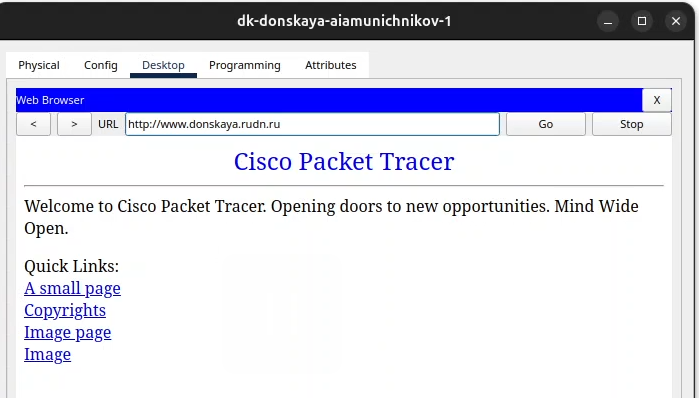 dk-donskaya-aiamunichnikov-1
Physical Config Desktop Programming Attributes
Web Browser X
< > URL http://www.donskaya.rudn.ru Go Stop
Cisco Packet Tracer
Welcome to Cisco Packet Tracer. Opening doors to new opportunities. Mind Wide
Open.
Quick Links:
A small page
Copyrights
Image page
Image